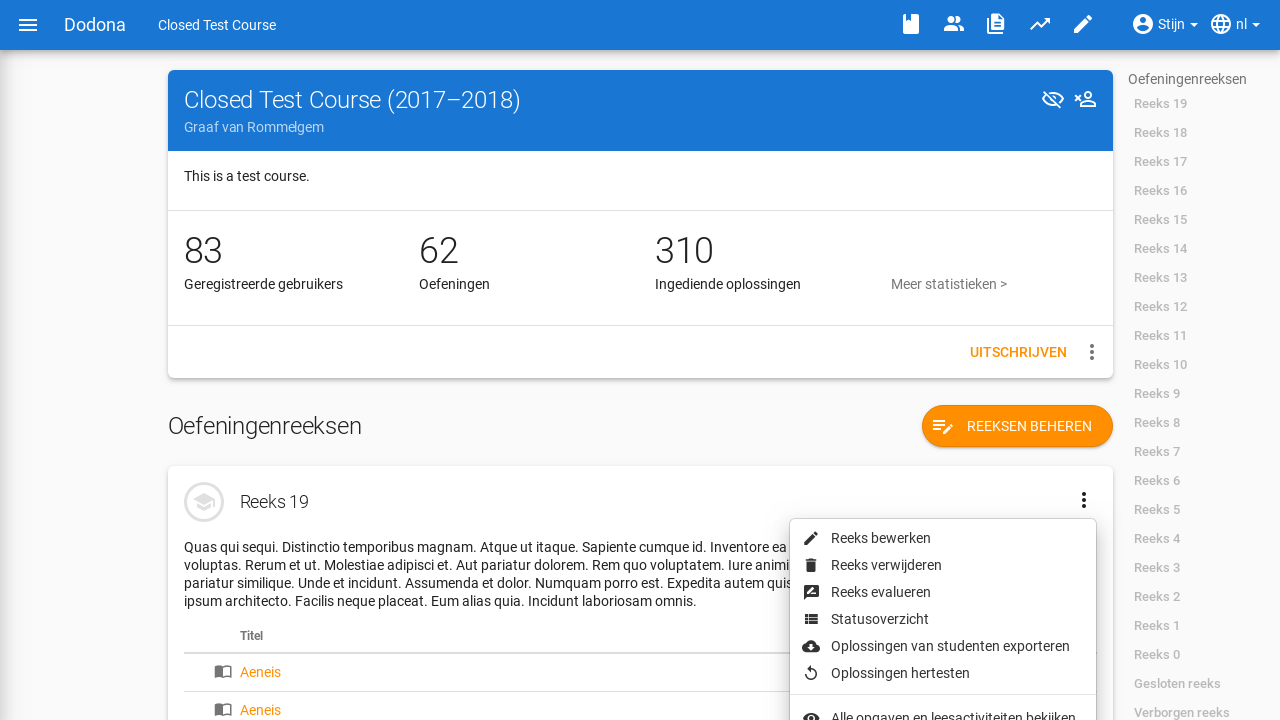 Dodona
Closed Test Course
Stijn
nl
Closed Test Course (2017–2018)
Graaf van Rommelgem
This is a test course.
83
Geregistreerde gebruikers
62
Oefeningen
310
Ingediende oplossingen
Meer statistieken >
UITSCHRIJVEN
Oefeningenreeksen
REEKSEN BEHEREN
Reeks 19
Quas qui sequi. Distinctio temporibus magnam. Atque ut itaque. Sapiente cumque id. Inventore ea
voluptas. Rerum et ut. Molestiae adipisci et. Aut pariatur dolorem. Rem quo voluptatem. Iure animi
pariatur similique. Unde et incidunt. Assumenda et dolor. Numquam porro est. Expedita autem quis
ipsum architecto. Facilis neque placeat. Eum alias quia. Incidunt laboriosam omnis.
Titel
Aeneis
Aeneis
Reeks bewerken
Reeks verwijderen
Reeks evalueren
Statusoverzicht
Oplossingen van studenten exporteren
Oplossingen hertesten
Alle opgaven en leesactiviteiten bekijken
Oefeningenreeksen
Reeks 19
Reeks 18
Reeks 17
Reeks 16
Reeks 15
Reeks 14
Reeks 13
Reeks 12
Reeks 11
Reeks 10
Reeks 9
Reeks 8
Reeks 7
Reeks 6
Reeks 5
Reeks 4
Reeks 3
Reeks 2
Reeks 1
Reeks 0
Gesloten reeks
Verborgen reeks